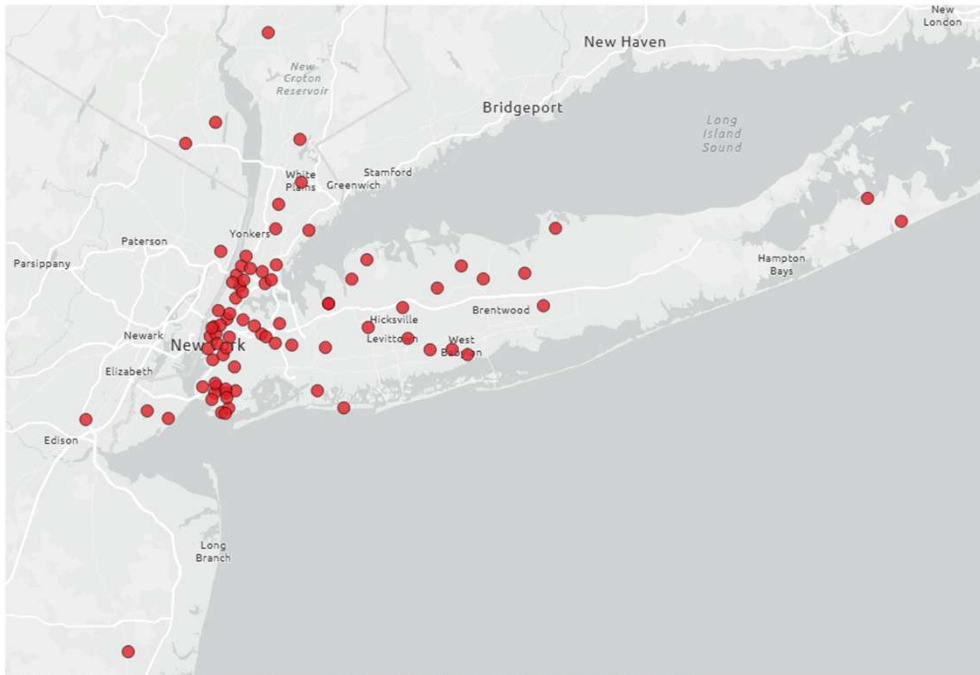 New
London
New Haven
New
Croton
Reservoir
Bridgeport
Long
Island
Sound
Stamford
White
Plains
Greenwich
Yonkers
Paterson
Parsippany
Hampton
Bays
Brentwood
Hicksville
Newark
New York
Levittown
West
Babylon
Elizabeth
Edison
Long
Branch